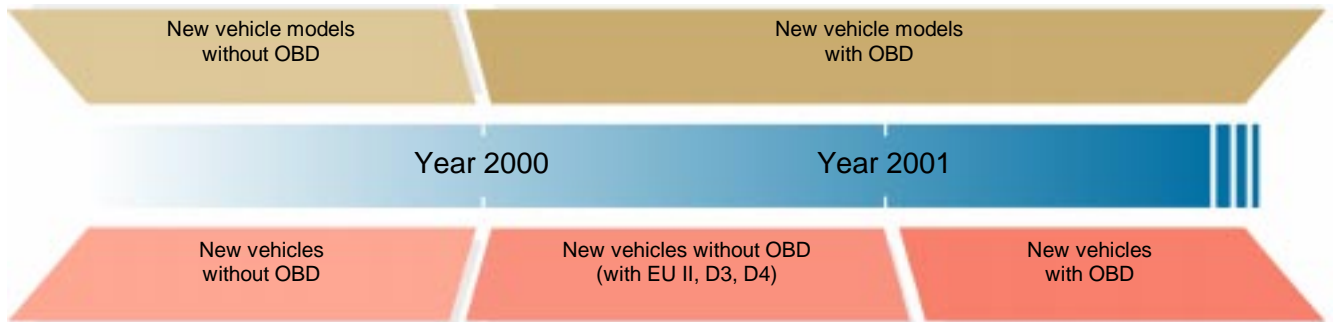 New vehicle models
without OBD
New vehicle models
with OBD
Year 2000
Year 2001
New vehicles
without OBD
New vehicles without OBD
(with EU II, D3, D4)
New vehicles
with OBD